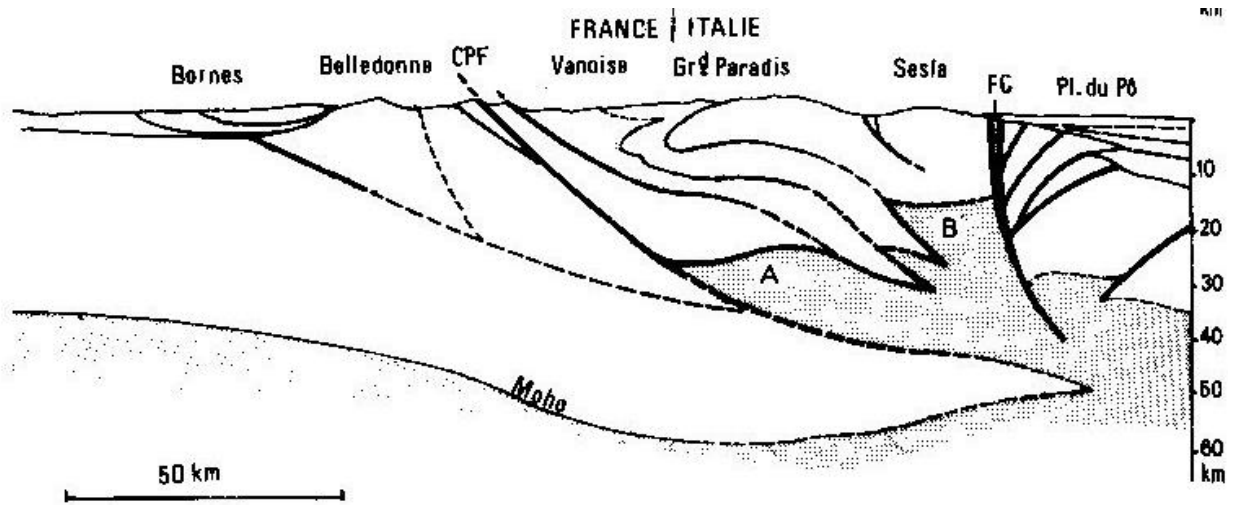 km
FRANCE ITALIE
Bornes Belledonne CPF Vanoise Grd Paradis Sesia FC Pl. du Pô
10
B
20
A
30
40
Moho
50
60
km
50 km